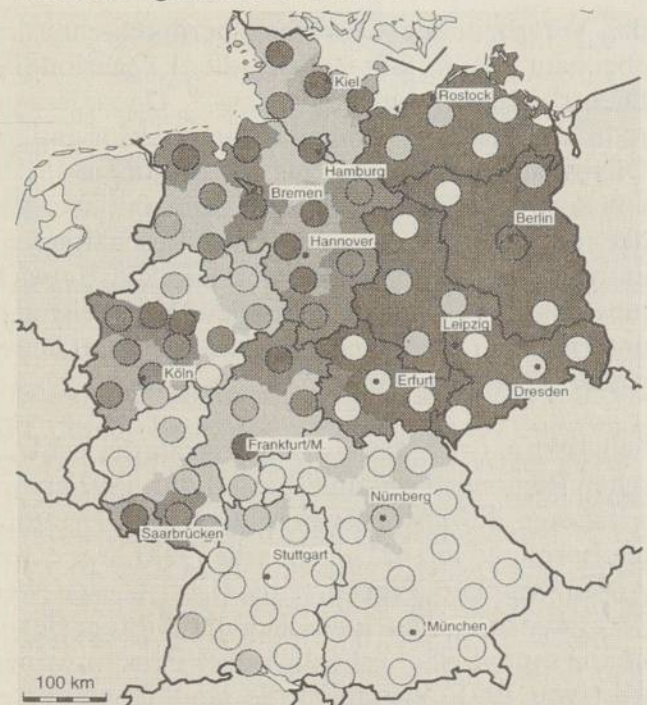 Kiel
Rostock
Hamburg
Bremen
Berlin
Hannover
Leipzig
Köln
Erfurt
Dresden
Frankfurt/M.
Nürnberg
Saarbrücken
Stuttgart
München
100 km